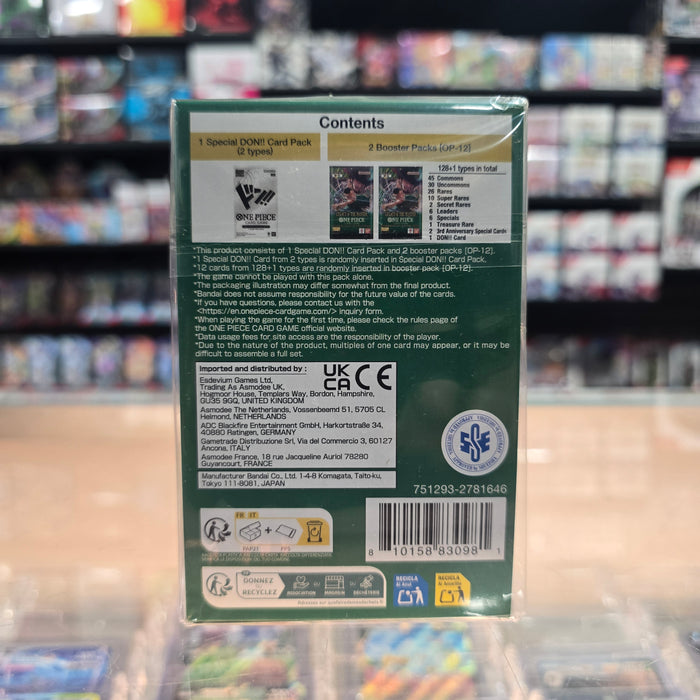 Contents
1 Special DON!! Card Pack
(2 types)
2 Booster Packs [OP-12]
128+1 types in total
45 Commons
30 Uncommons
26 Rares
10 Super Rares
2 Secret Rares
6 Leaders
6 Specials
1 Treasure Rare
2 3rd Anniversary Special Cards
1 DON!! Card
ONE PIECE
*This product consists of 1 Special DON!! Card Pack and 2 booster packs [OP-12].
*1 Special DON!! Card from 2 types is randomly inserted in Special DON!! Card Pack.
*12 cards from 128+1 types are randomly inserted in booster pack [OP-12].
*The game cannot be played with this pack alone.
*The packaging illustration may differ somewhat from the final product.
*Bandai does not assume responsibility for the future value of the cards.
*If you have questions, please contact us with the
<https://en.onepiece-cardgame.com/> inquiry form.
*When playing the game for the first time, please check the rules page of
the ONE PIECE CARD GAME official website.
*Data usage fees for site access are the responsibility of the player.
*Due to the nature of the product, multiples of one card may appear, or it may be
difficult to assemble a full set.
Imported and distributed by :
Esdevium Games Ltd,
Trading As Asmodee UK,
Hogmoor House, Templars Way, Bordon, Hampshire,
GU35 9GQ, UNITED KINGDOM
UK
CA CE
Asmodee The Netherlands, Vossenbeemd 51, 5705 CL
Helmond, NETHERLANDS
ADC Blackfire Entertainment GmbH, Harkortstraße 34,
40880 Ratingen, GERMANY
Gametrade Distribuzione Srl, Via del Commercio 3, 60127
Ancona, ITALY
Asmodee France, 18 rue Jacqueline Auriol 78280
Guyancourt, FRANCE
Manufacturer Bandai Co., Ltd. 1-4-8 Komagata, Taito-ku,
Tokyo 111-8081, JAPAN
751293-2781646
8 10158 83098 1
FR IT
PAP21
PP5
DONNEZ
OU
RECYCLEZ
ASSOCIATION
OU
MAGASIN
OU
DÉCHÈTERIE
RECICLA
Al Azul
RECICLA
Al Amarillo